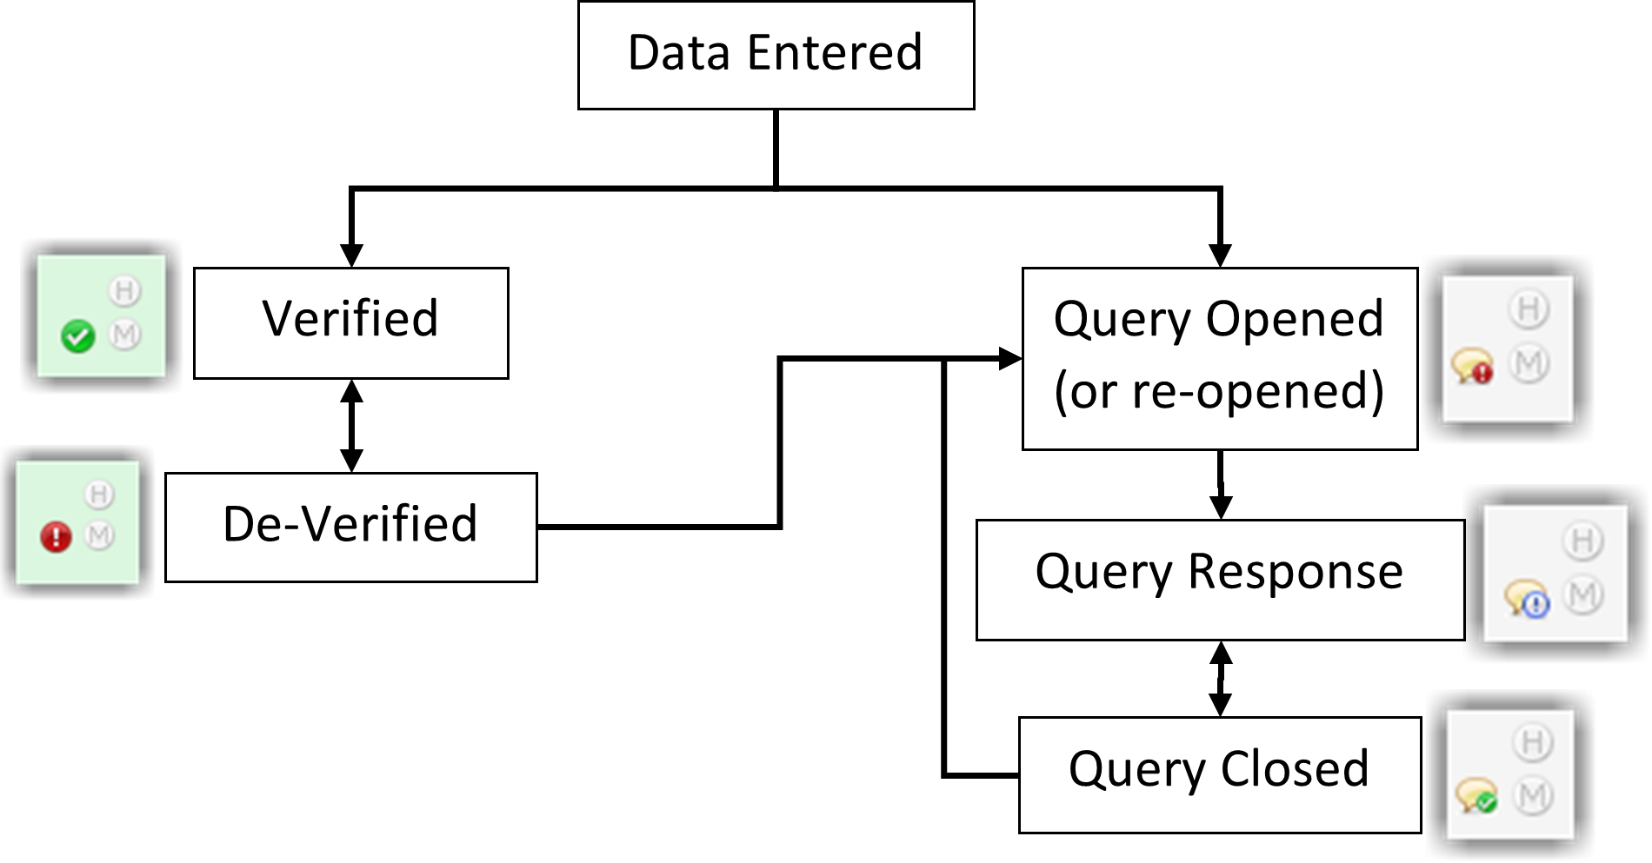 Data Entered
H
M
Verified
Query Opened
(or re-opened)
H
M
H
M
De-Verified
Query Response
H
M
Query Closed
H
M